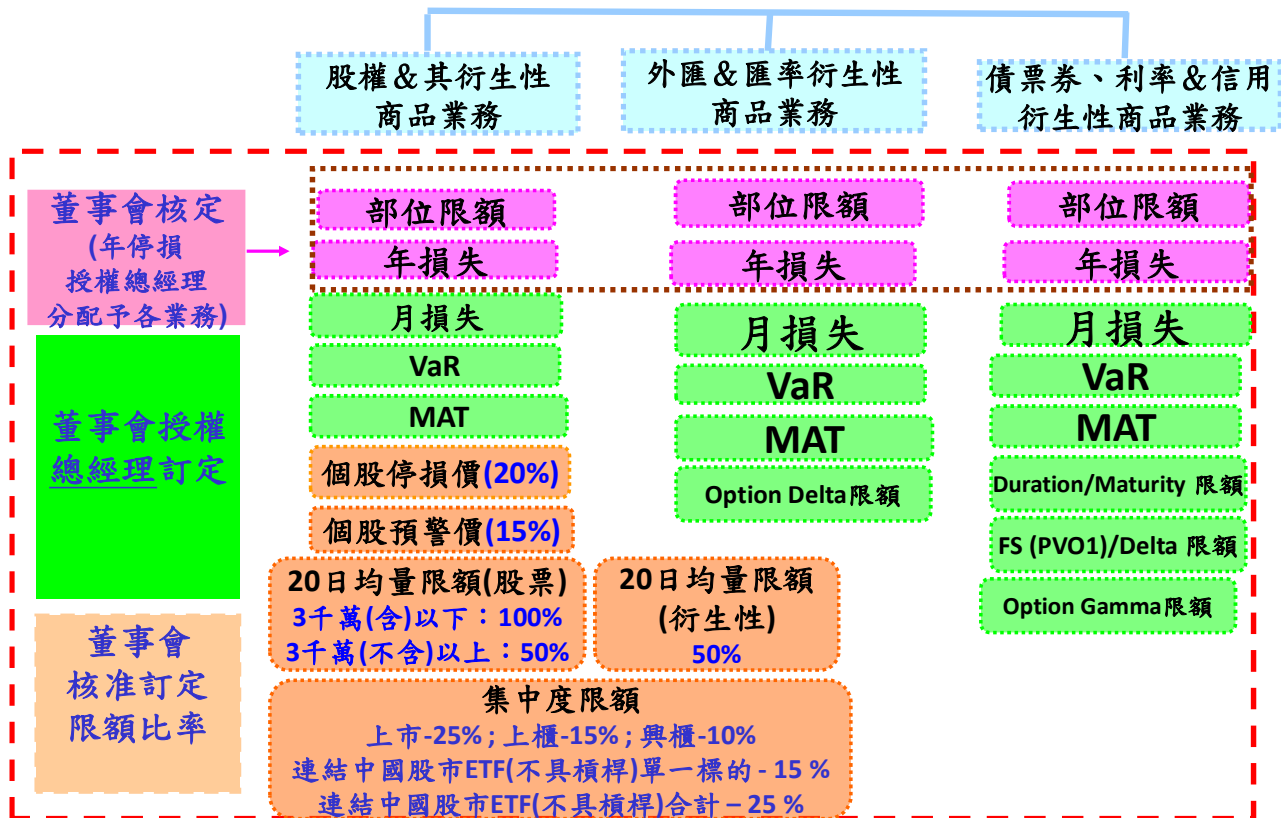 股權＆其衍生性
商品業務
外匯＆匯率衍生性
商品業務
債票券、利率＆信用
衍生性商品業務
董事會核定
(年停損
授權總經理
分配予各業務)
董事會授權
總經理訂定
董事會
核准訂定
限額比率
部位限額
年損失
月損失
VaR
MAT
個股停損價(20%)
個股預警價(15%)
20日均量限額(股票)
3千萬(含)以下：100%
3千萬(不含)以上：50%
部位限額
年損失
月損失
VaR
MAT
Option Delta限額
20日均量限額
(衍生性)
50%
部位限額
年損失
月損失
VaR
MAT
Duration/Maturity 限額
FS (PVO1)/Delta 限額
Option Gamma限額
集中度限額
上市-25% ; 上櫃-15% ; 興櫃-10%
連結中國股市ETF(不具槓桿)單一標的 - 15 %
連結中國股市ETF(不具槓桿)合計 – 25 %